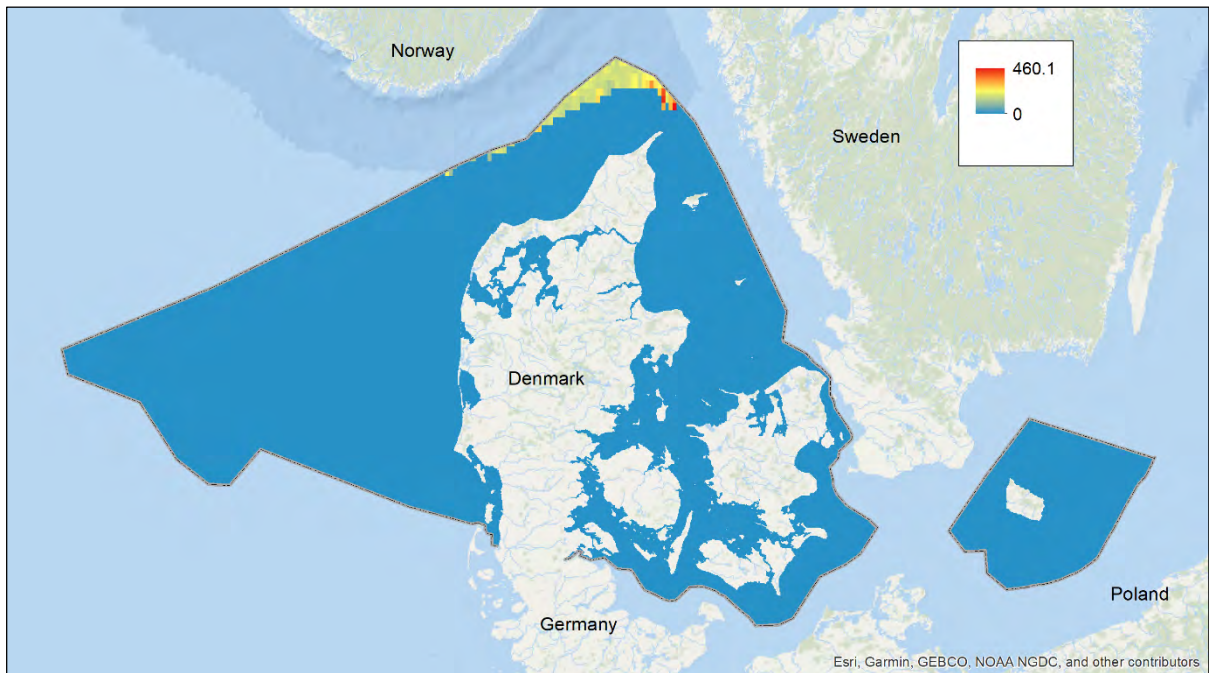 Norway
460.1
0
Sweden
Denmark
Poland
Germany
Esri, Garmin, GEBCO, NOAA NGDC, and other contributors